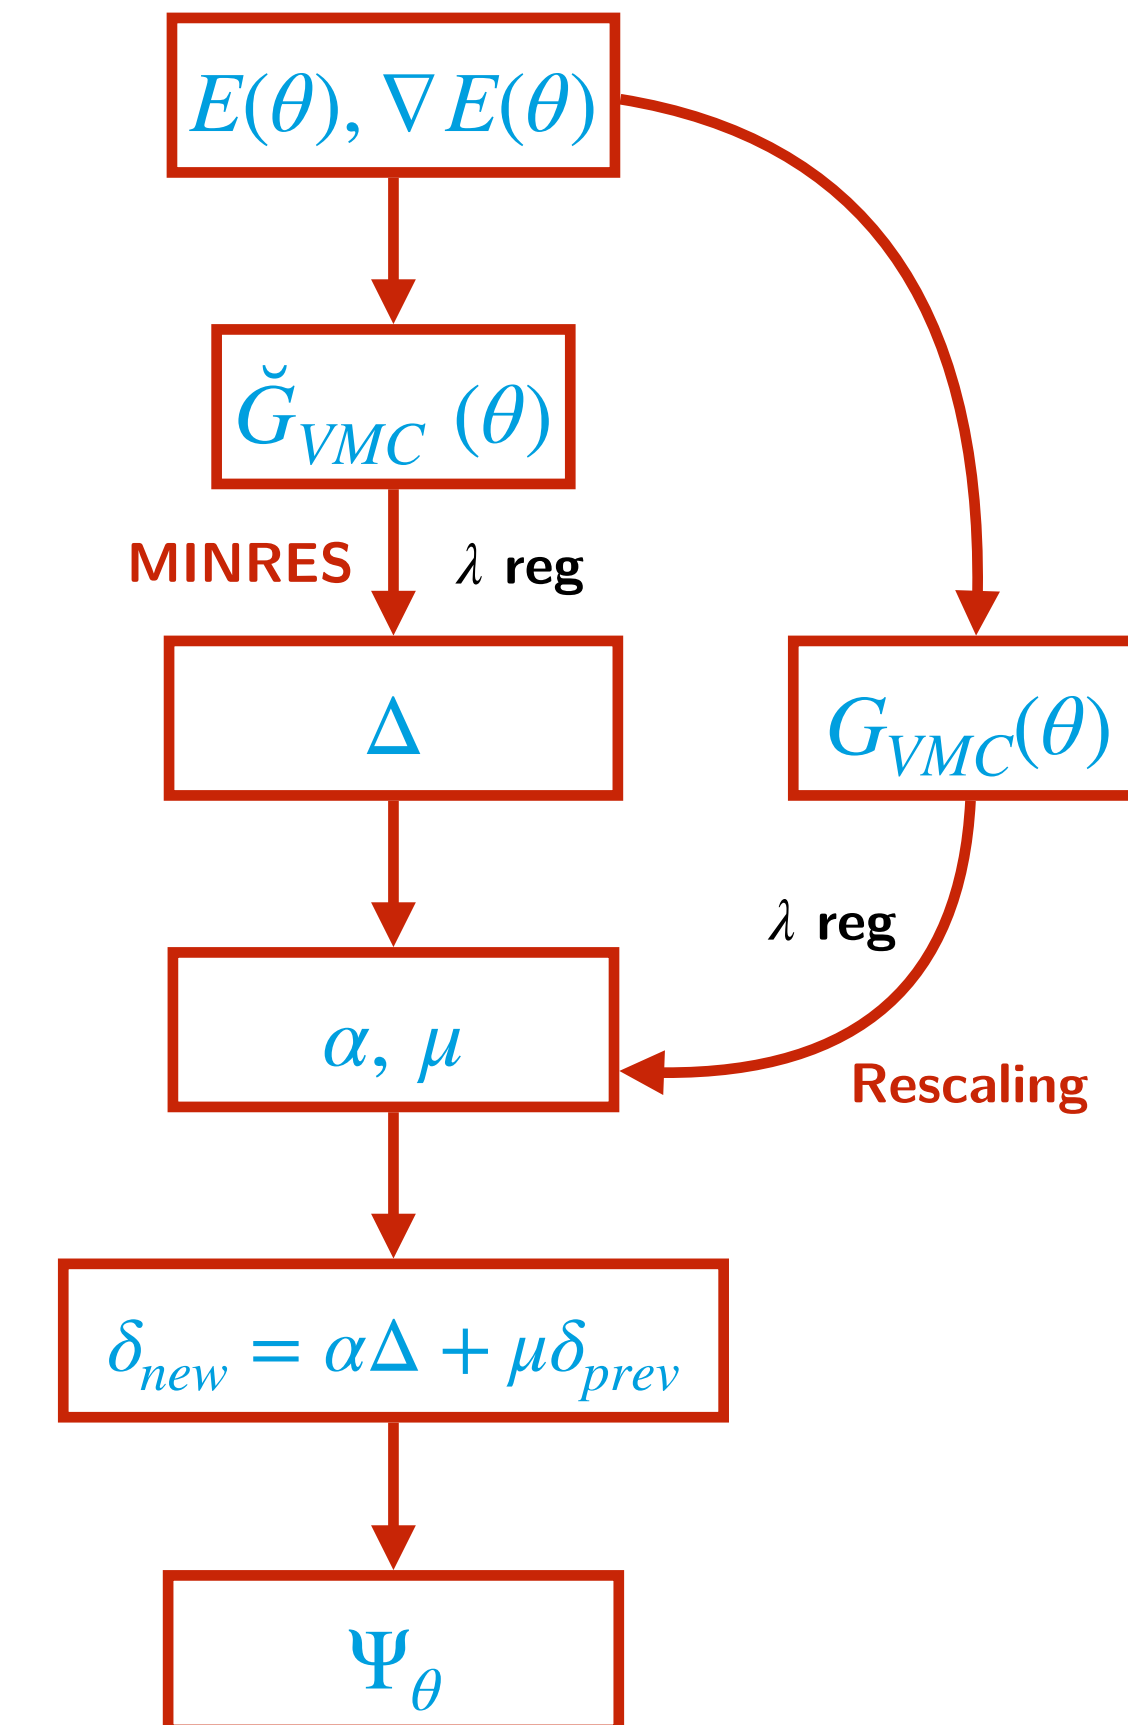 E(θ), ∇E(θ)
Ğ_VMC (θ)
MINRES
λ reg
Δ
G_VMC(θ)
λ reg
α, μ
Rescaling
δ_new = αΔ + μδ_prev
Ψ_θ